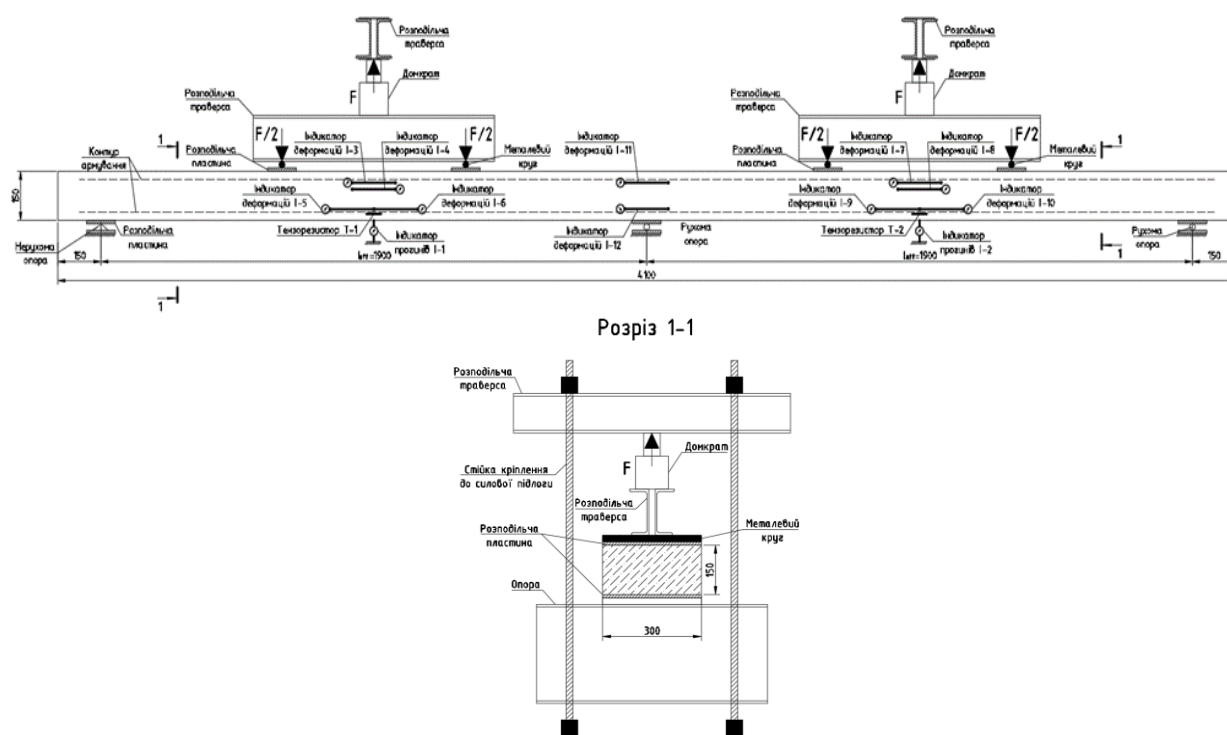 Розподільча
траверса
Розподільча
траверса
Домкрат
F
Розподільча
траверса
F/2
F/2
Індикатор
деформацій І-3
Індикатор
деформацій І-4
Металевий
круг
Розподільча
пластина
Індикатор
деформацій І-11
Домкрат
F
Розподільча
траверса
F/2
F/2
Індикатор
деформацій І-7
Індикатор
деформацій І-8
Металевий
круг
Розподільча
пластина
1
1
Контур
армування
150
Індикатор
деформацій І-5
Індикатор
деформацій І-6
Індикатор
деформацій І-9
Індикатор
деформацій І-10
Нерухома
опора
Розподільча
пластина
Тензорезистор Т-1
Індикатор
прогинів І-1
Індикатор
деформацій І-12
Рухома
опора
Тензорезистор Т-2
Індикатор
прогинів І-2
Рухома
опора
1
1
150
leff=1900
leff=1900
150
4100
Розріз 1-1
Розподільча
траверса
Домкрат
F
Стійка кріплення
до силової підлоги
Розподільча
траверса
Розподільча
пластина
Металевий
круг
150
Опора
300